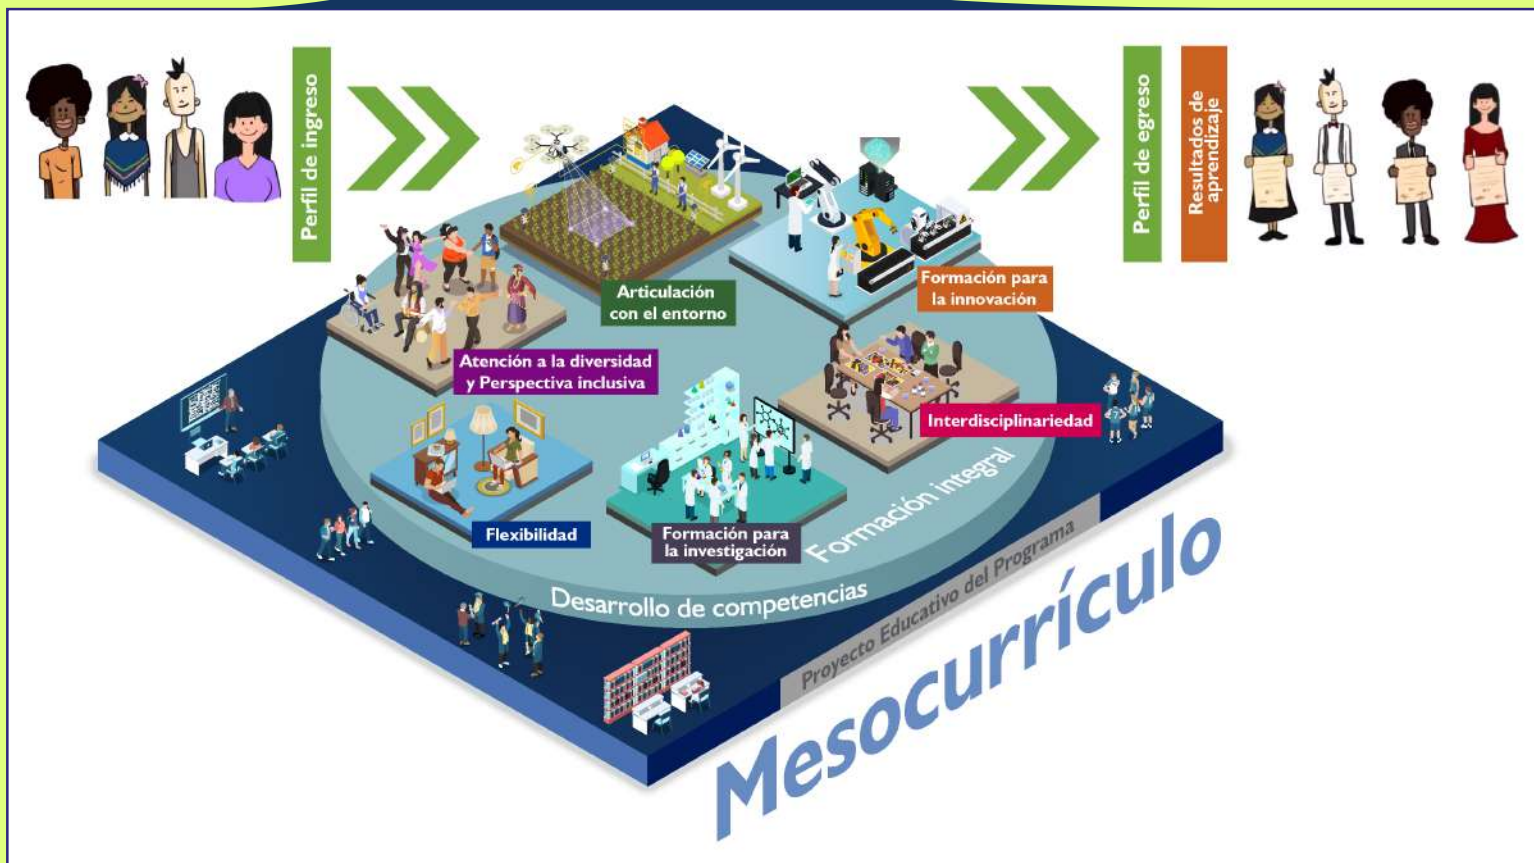 Perfil de ingreso
Perfil de egreso
Resultados de
aprendizaje
Articulación
con el entorno
Formación para
la innovación
Atención a la diversidad
y Perspectiva inclusiva
Interdisciplinariedad
Flexibilidad
Formación para
la investigación
Formación integral
Desarrollo de competencias
Proyecto Educativo del Programa
Mesocurrículo